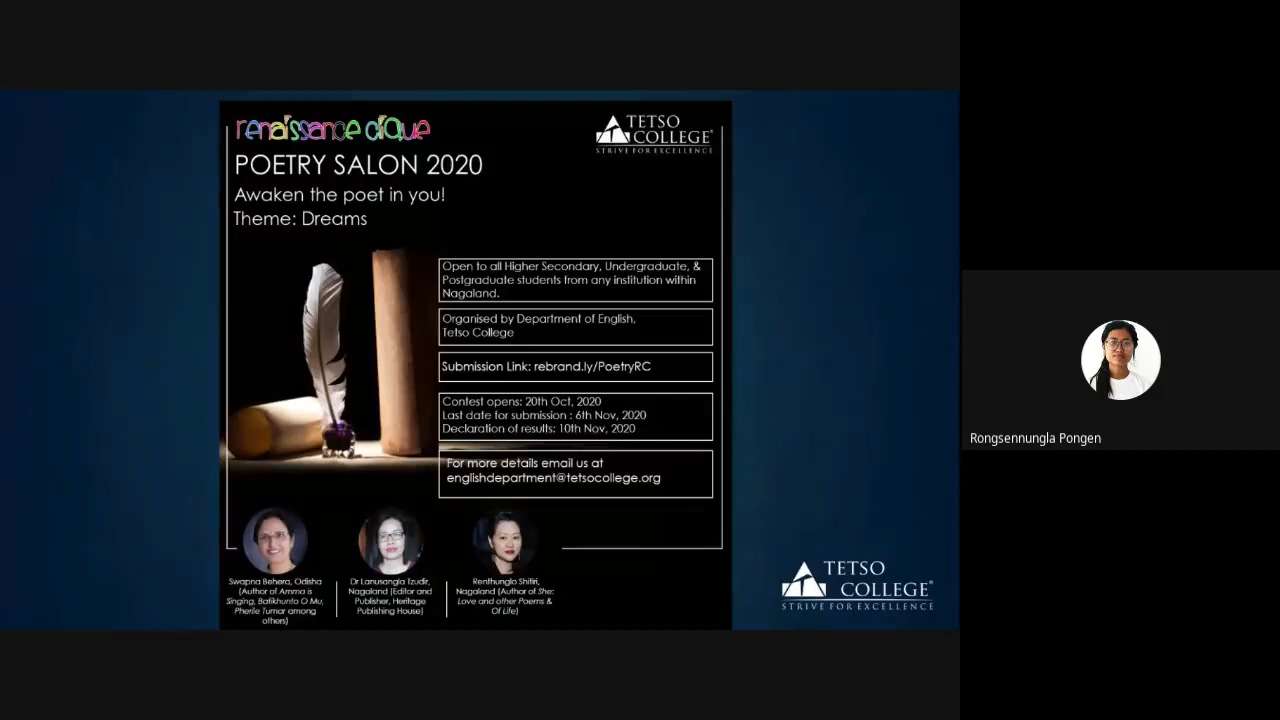 renaissance clique
TETSO
COLLEGE®
STRIVE FOR EXCELLENCE
POETRY SALON 2020
Awaken the poet in you!
Theme: Dreams
Open to all Higher Secondary, Undergraduate, &
Postgraduate students from any institution within
Nagaland.
Organised by Department of English,
Tetso College
Submission Link: rebrand.ly/PoetryRC
Contest opens: 20th Oct, 2020
Last date for submission : 6th Nov, 2020
Declaration of results: 10th Nov, 2020
For more details email us at
englishdepartment@tetsocollege.org
Swapna Behera, Odisha
(Author of Amma is
Singing, Batikhunta O Mu,
Pherile Tumar among
others)
Dr Lanusangla Tzudir,
Nagaland (Editor and
Publisher, Heritage
Publishing House)
Renthunglo Shitiri,
Nagaland (Author of She:
Love and other Poems &
Of Life)
TETSO
COLLEGE®
STRIVE FOR EXCELLENCE
Rongsennungla Pongen